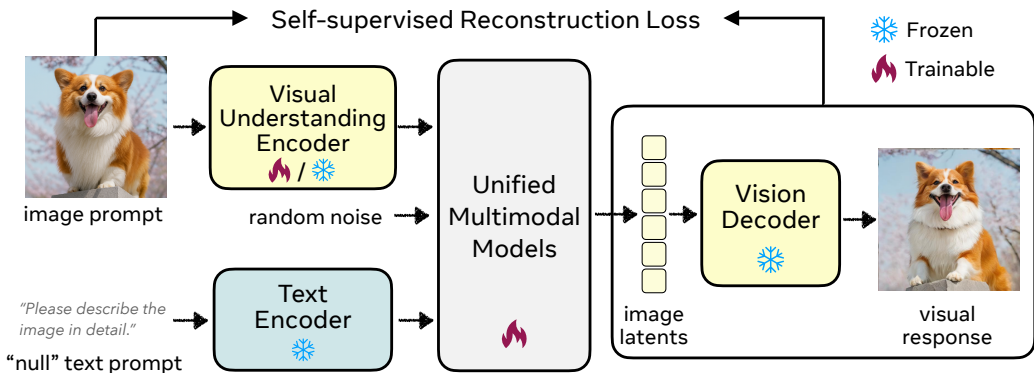 Self-supervised Reconstruction Loss
Frozen
Trainable
Visual
Understanding
Encoder
/
image prompt
random noise
Unified
Multimodal
Models
Vision
Decoder
“Please describe the
image in detail.”
“null” text prompt
Text
Encoder
image
latents
visual
response